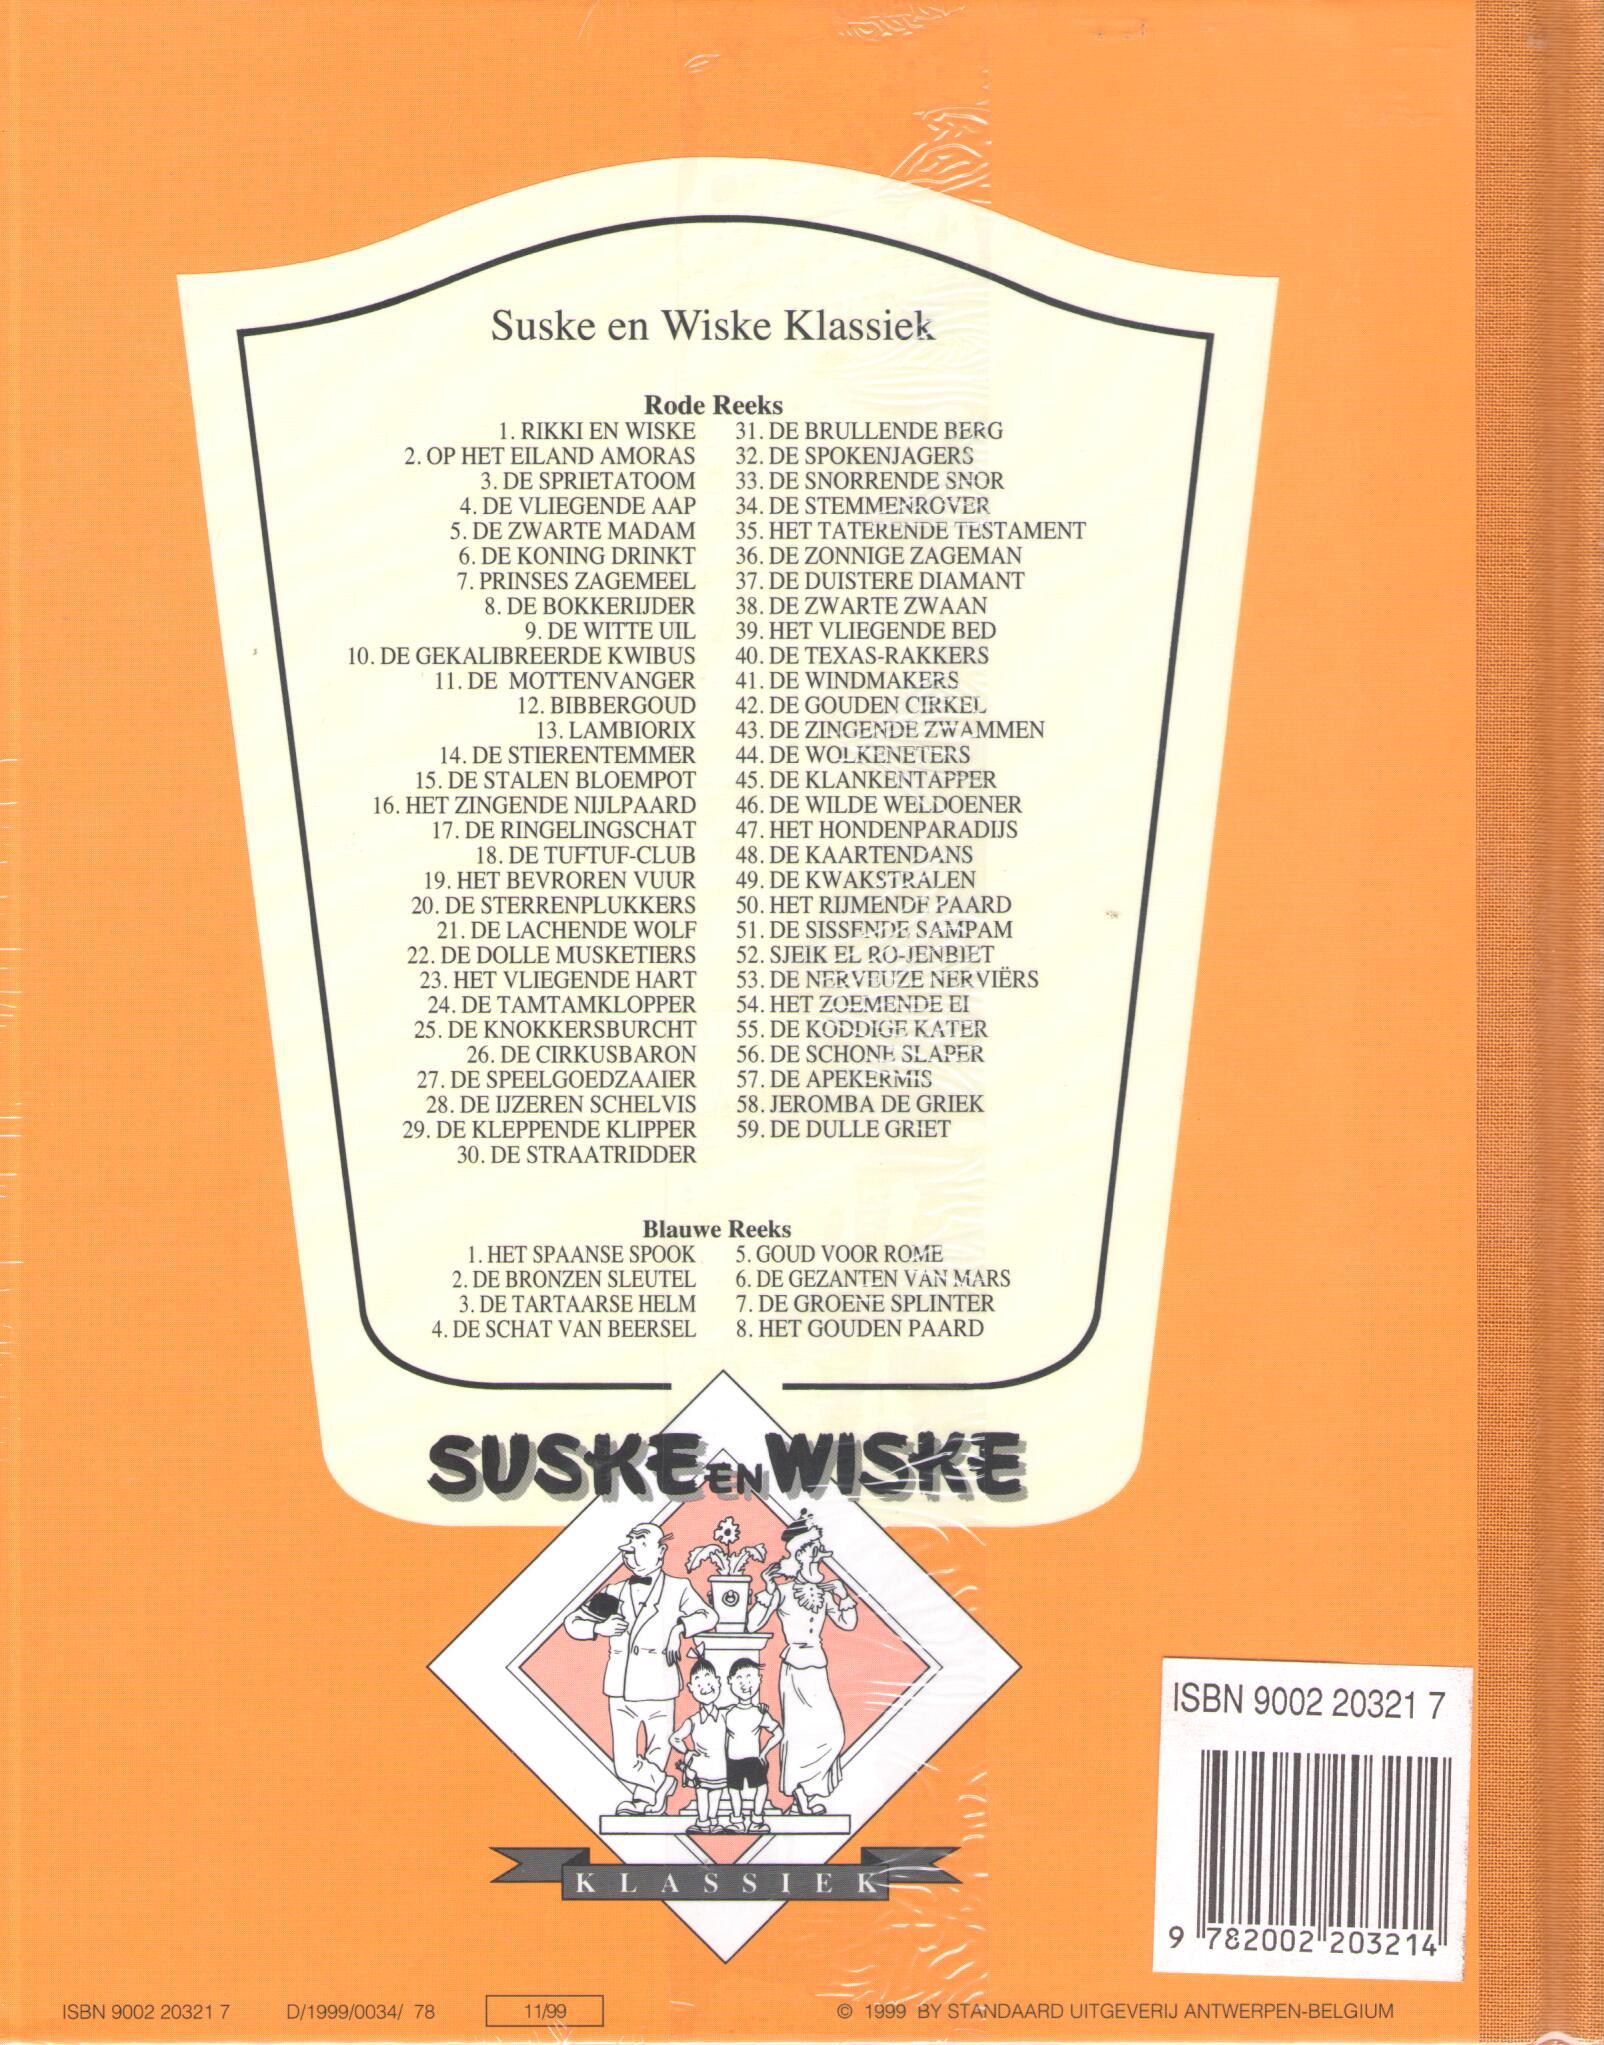 Suske en Wiske Klassiek
Rode Reeks
1. RIKKI EN WISKE
2. OP HET EILAND AMORAS
3. DE SPRIETATOOM
4. DE VLIEGENDE AAP
5. DE ZWARTE MADAM
6. DE KONING DRINKT
7. PRINSES ZAGEMEEL
8. DE BOKKERIJDER
9. DE WITTE UIL
10. DE GEKALIBREERDE KWIBUS
11. DE MOTTENVANGER
12. BIBBERGOUD
13. LAMBIORIX
14. DE STIERENTEMMER
15. DE STALEN BLOEMPOT
16. HET ZINGENDE NIJLPAARD
17. DE RINGELINGSCHAT
18. DE TUFTUF-CLUB
19. HET BEVROREN VUUR
20. DE STERRENPLUKKERS
21. DE LACHENDE WOLF
22. DE DOLLE MUSKETIERS
23. HET VLIEGENDE HART
24. DE TAMTAMKLOPPER
25. DE KNOKKERSBURCHT
26. DE CIRKUSBARON
27. DE SPEELGOEDZAAIER
28. DE IJZEREN SCHELVIS
29. DE KLEPPENDE KLIPPER
30. DE STRAATRIDDER
31. DE BRULLENDE BERG
32. DE SPOKENJAGERS
33. DE SNORRENDE SNOR
34. DE STEMMENROVER
35. HET TATERENDE TESTAMENT
36. DE ZONNIGE ZAGEMAN
37. DE DUISTERE DIAMANT
38. DE ZWARTE ZWAAN
39. HET VLIEGENDE BED
40. DE TEXAS-RAKKERS
41. DE WINDMAKERS
42. DE GOUDEN CIRKEL
43. DE ZINGENDE ZWAMMEN
44. DE WOLKENETERS
45. DE KLANKENTAPPER
46. DE WILDE WELDOENER
47. HET HONDENPARADIJS
48. DE KAARTENDANS
49. DE KWAKSTRALEN
50. HET RIJMENDE PAARD
51. DE SISSENDE SAMPAM
52. SJEIK EL RO-JENBIET
53. DE NERVEUZE NERVIËRS
54. HET ZOEMENDE EI
55. DE KODDIGE KATER
56. DE SCHONE SLAPER
57. DE APEKERMIS
58. JEROMBA DE GRIEK
59. DE DULLE GRIET
Blauwe Reeks
1. HET SPAANSE SPOOK
2. DE BRONZEN SLEUTEL
3. DE TARTAARSE HELM
4. DE SCHAT VAN BEERSEL
5. GOUD VOOR ROME
6. DE GEZANTEN VAN MARS
7. DE GROENE SPLINTER
8. HET GOUDEN PAARD
SUSKE EN WISKE
KLASSIEK
ISBN 9002 20321 7
9 782002 203214
ISBN 9002 20321 7 D/1999/0034/ 78 11/99 © 1999 BY STANDAARD UITGEVERIJ ANTWERPEN-BELGIUM